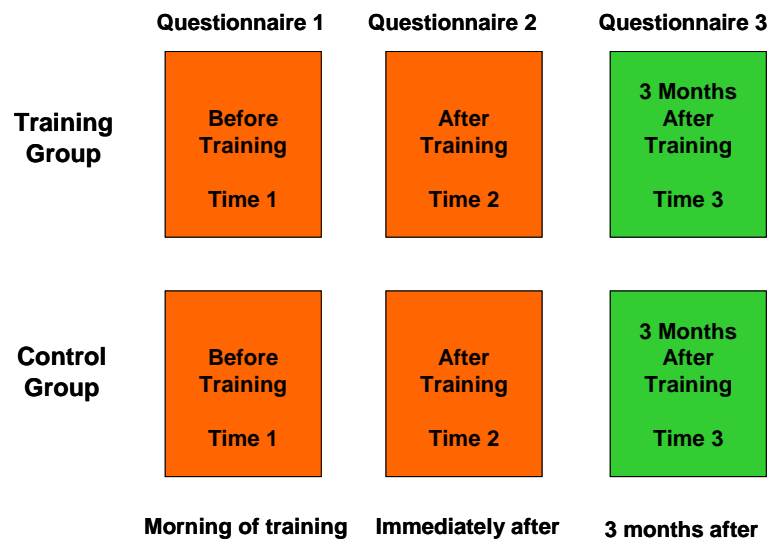 Questionnaire 1 Questionnaire 2 Questionnaire 3
Training
Group
Before
Training
Time 1
After
Training
Time 2
3 Months
After
Training
Time 3
Control
Group
Before
Training
Time 1
After
Training
Time 2
3 Months
After
Training
Time 3
Morning of training Immediately after 3 months after